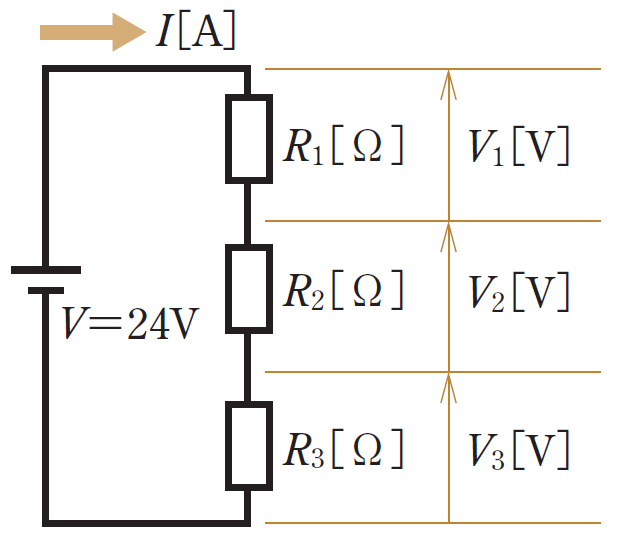 I[A]
R₁[Ω] V₁[V]
R₂[Ω] V₂[V]
V=24V
R₃[Ω] V₃[V]